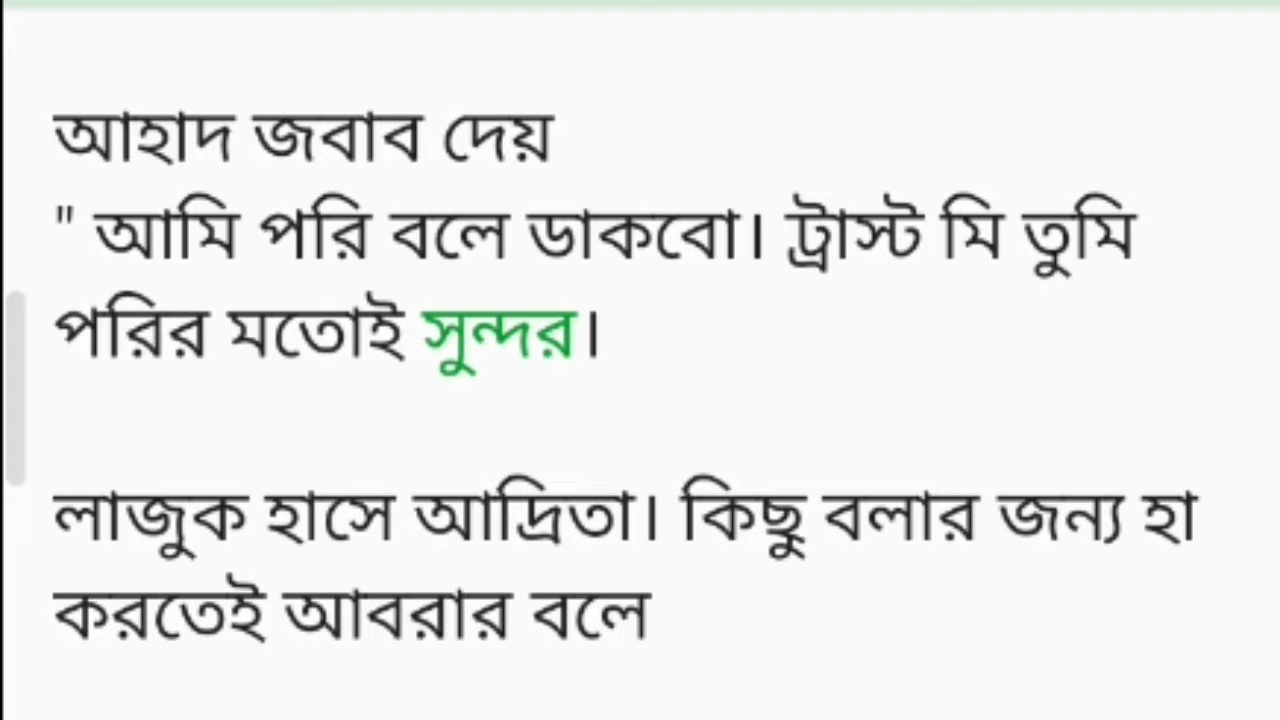 আহাদ জবাব দেয়
" আমি পরি বলে ডাকবো। ট্রাস্ট মি তুমি
পরির মতোই সুন্দর।
লাজুক হাসে আদ্রিতা। কিছু বলার জন্য হা
করতেই আবরার বলে